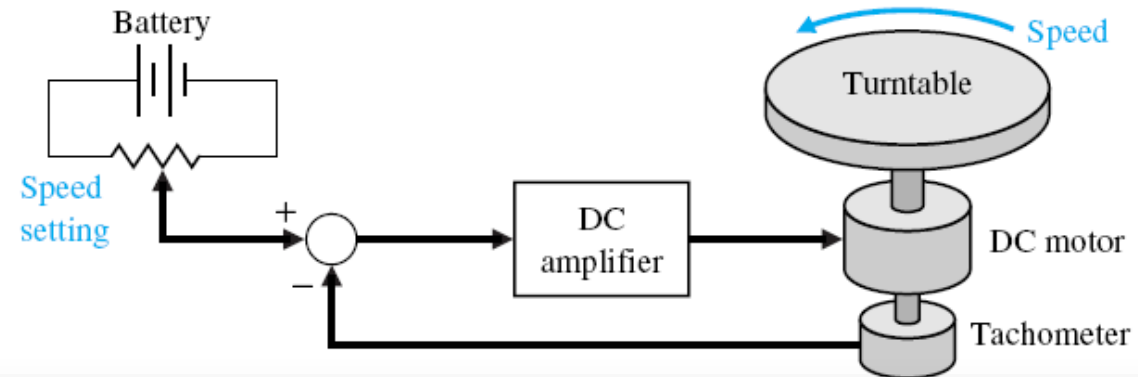 Battery
Speed
Turntable
Speed
setting
+
DC
amplifier
DC motor
−
Tachometer